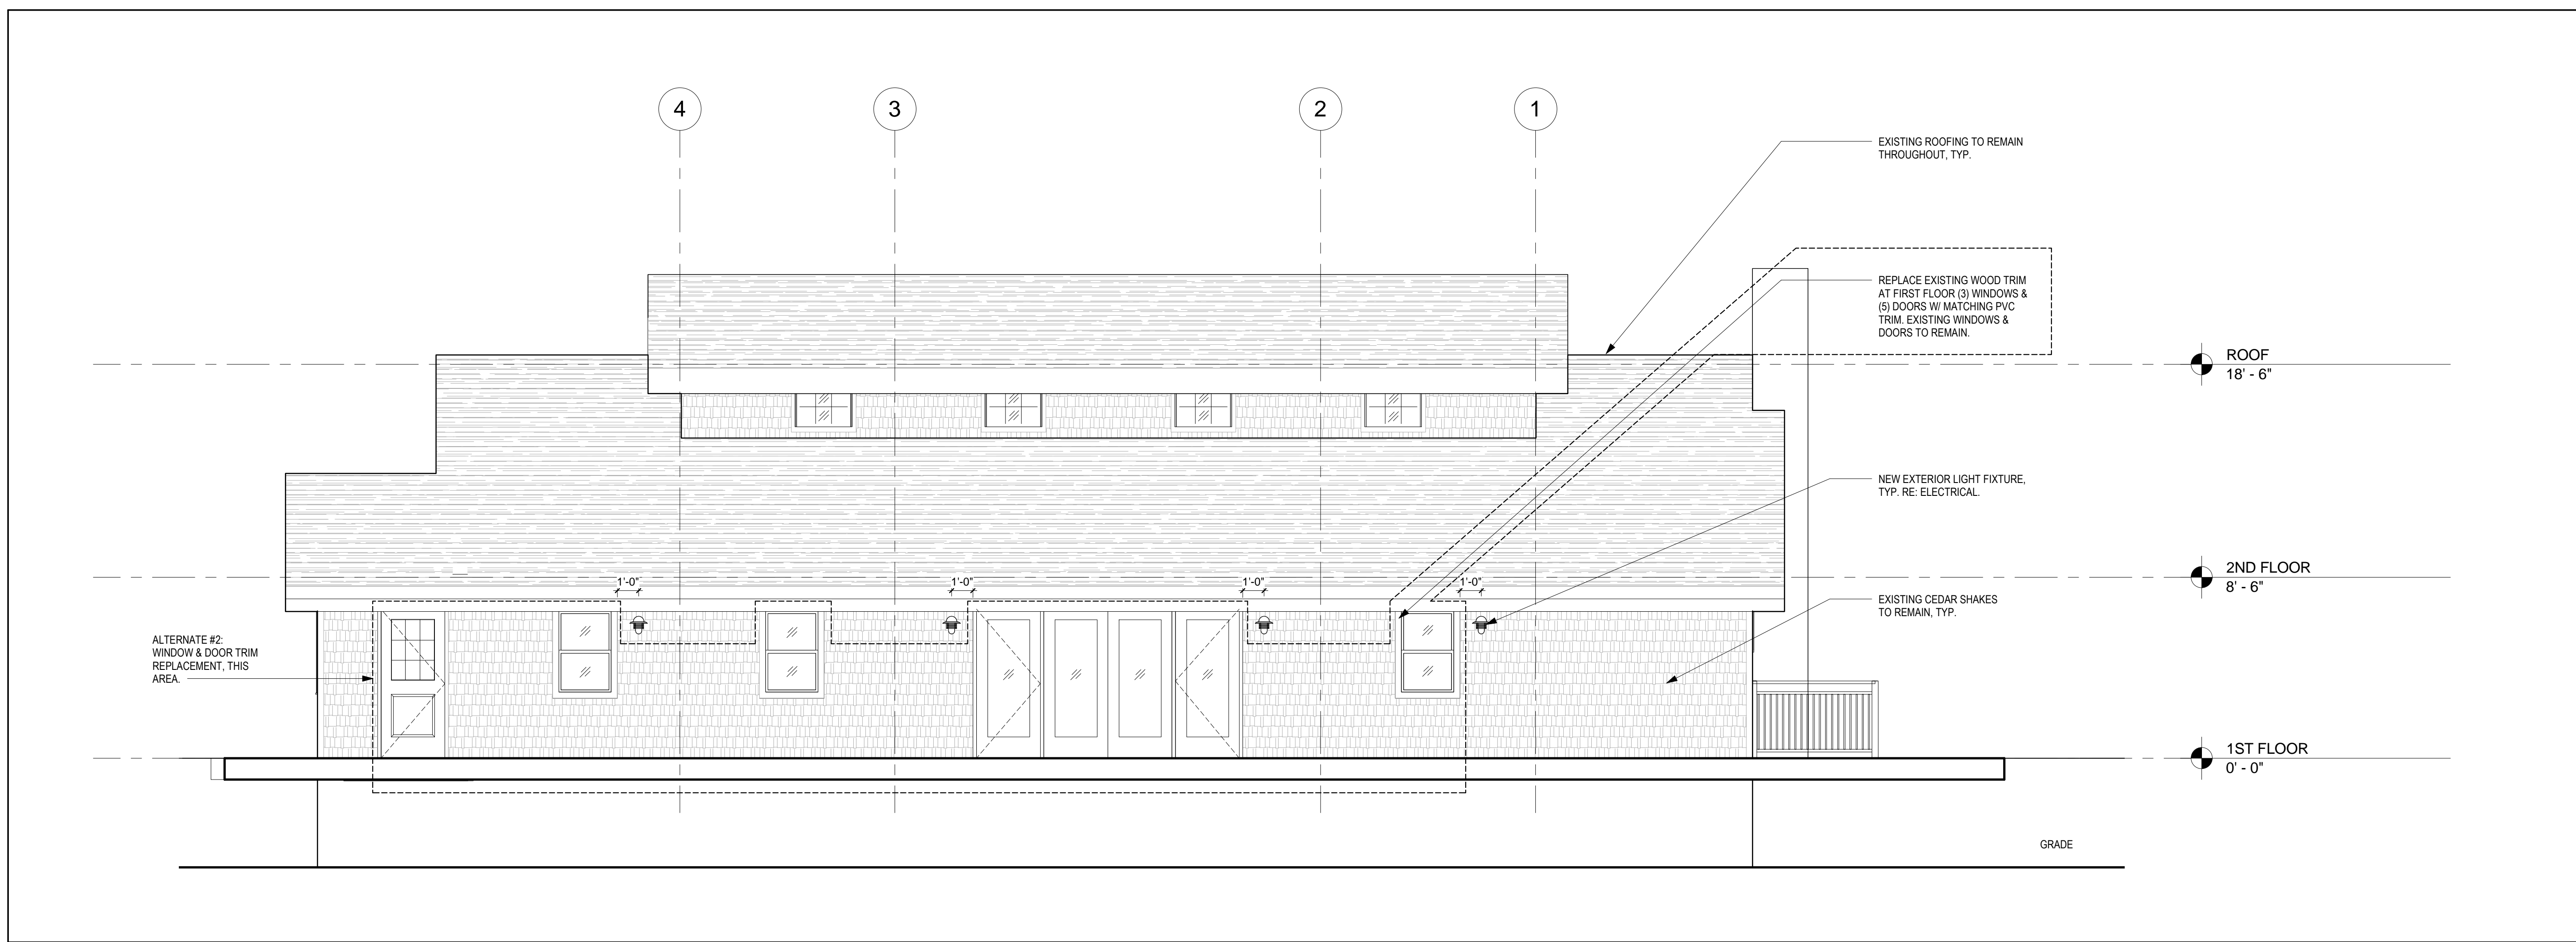 4
3
2
1
EXISTING ROOFING TO REMAIN
THROUGHOUT, TYP.
REPLACE EXISTING WOOD TRIM
AT FIRST FLOOR (3) WINDOWS &
(5) DOORS W/ MATCHING PVC
TRIM. EXISTING WINDOWS &
DOORS TO REMAIN.
ROOF
18' - 6"
NEW EXTERIOR LIGHT FIXTURE,
TYP. RE: ELECTRICAL.
2ND FLOOR
8' - 6"
1'-0"
1'-0"
1'-0"
1'-0"
EXISTING CEDAR SHAKES
TO REMAIN, TYP.
ALTERNATE #2:
WINDOW & DOOR TRIM
REPLACEMENT, THIS
AREA.
1ST FLOOR
0' - 0"
GRADE